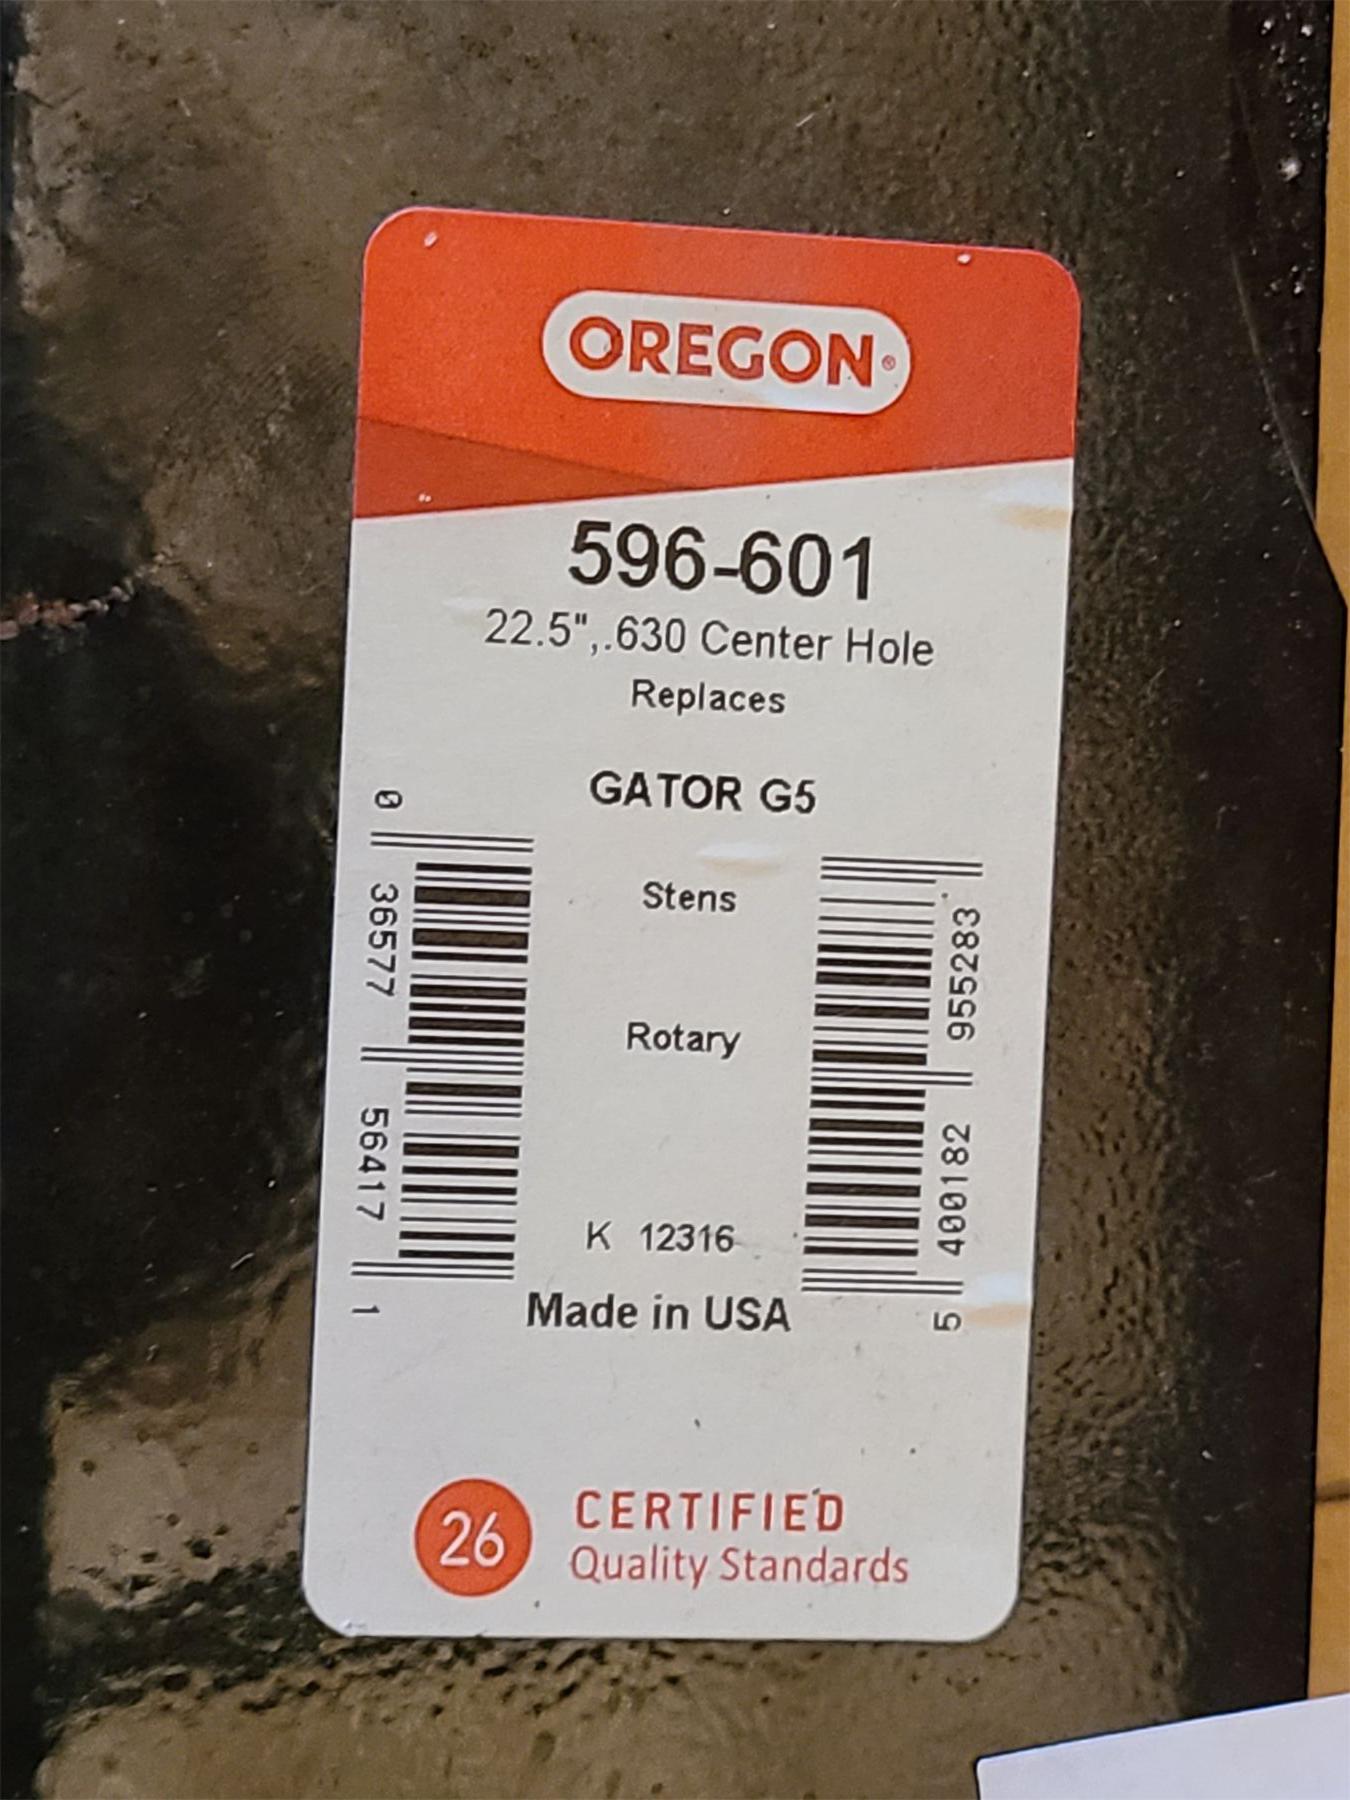 OREGON®
596-601
22.5",.630 Center Hole
Replaces
GATOR G5
Stens
Rotary
K 12316
Made in USA
0 36577 56417 1
5 400182 955283
26 CERTIFIED
Quality Standards